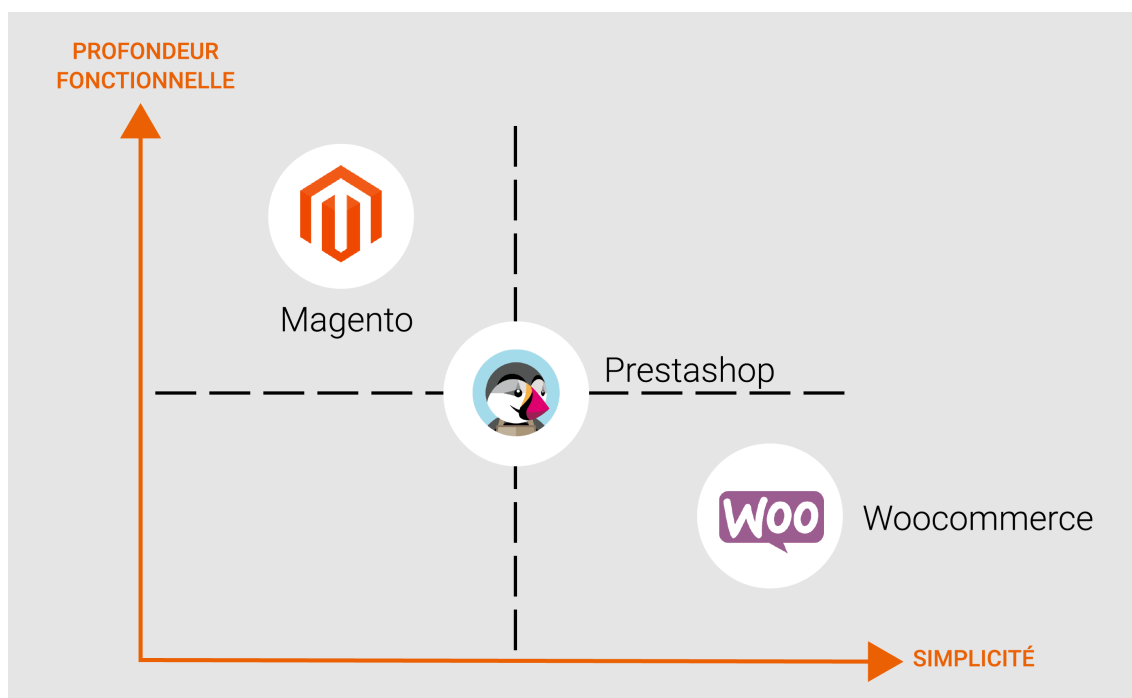 PROFONDEUR
FONCTIONNELLE
Magento
Prestashop
WOO
Woocommerce
SIMPLICITÉ